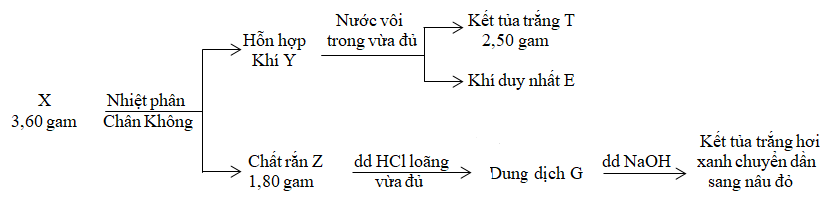 X
3,60 gam
Nhiệt phân
Chân Không
Hỗn hợp
Khí Y
Nước vôi
trong vừa đủ
Kết tủa trắng T
2,50 gam
Khí duy nhất E
Chất rắn Z
1,80 gam
dd HCl loãng
vừa đủ
Dung dịch G
dd NaOH
Kết tủa trắng hơi
xanh chuyển dần
sang nâu đỏ